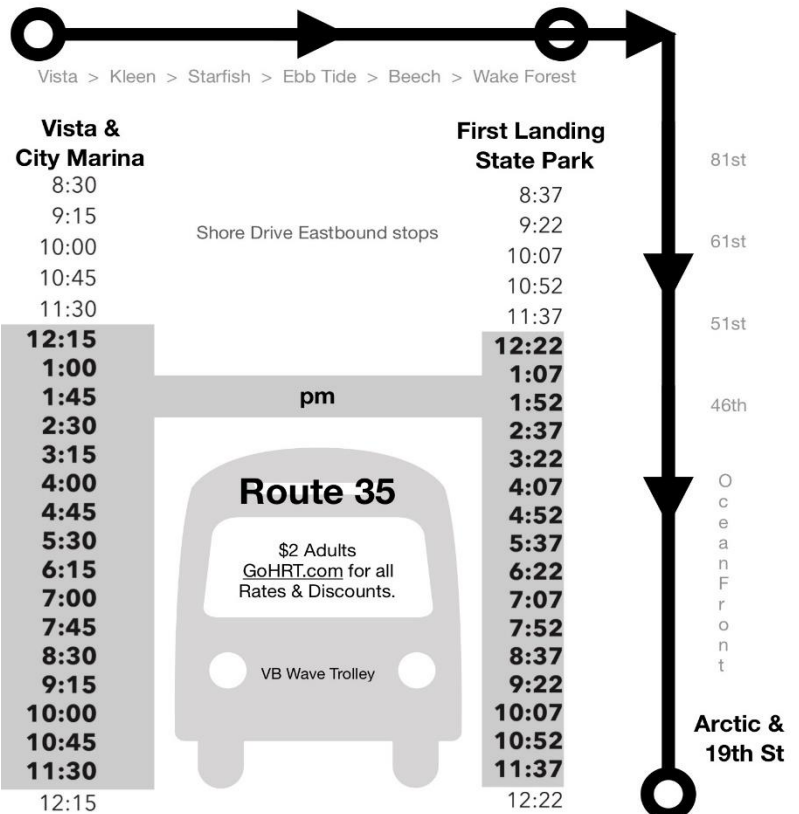 Vista > Kleen > Starfish > Ebb Tide > Beech > Wake Forest
Vista &
City Marina
8:30
9:15
10:00
10:45
11:30
12:15
1:00
1:45
2:30
3:15
4:00
4:45
5:30
6:15
7:00
7:45
8:30
9:15
10:00
10:45
11:30
12:15
Shore Drive Eastbound stops
pm
Route 35
$2 Adults
GoHRT.com for all
Rates & Discounts.
VB Wave Trolley
First Landing
State Park
8:37
9:22
10:07
10:52
11:37
12:22
1:07
1:52
2:37
3:22
4:07
4:52
5:37
6:22
7:07
7:52
8:37
9:22
10:07
10:52
11:37
12:22
81st
61st
51st
46th
OceanFront
Arctic &
19th St